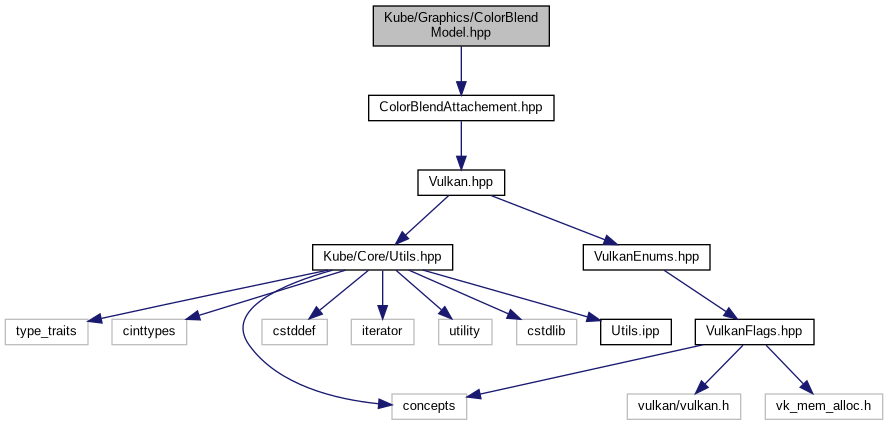 Kube/Graphics/ColorBlend
Model.hpp
ColorBlendAttachement.hpp
Vulkan.hpp
Kube/Core/Utils.hpp
VulkanEnums.hpp
type_traits
cinttypes
cstddef
iterator
utility
cstdlib
Utils.ipp
VulkanFlags.hpp
concepts
vulkan/vulkan.h
vk_mem_alloc.h